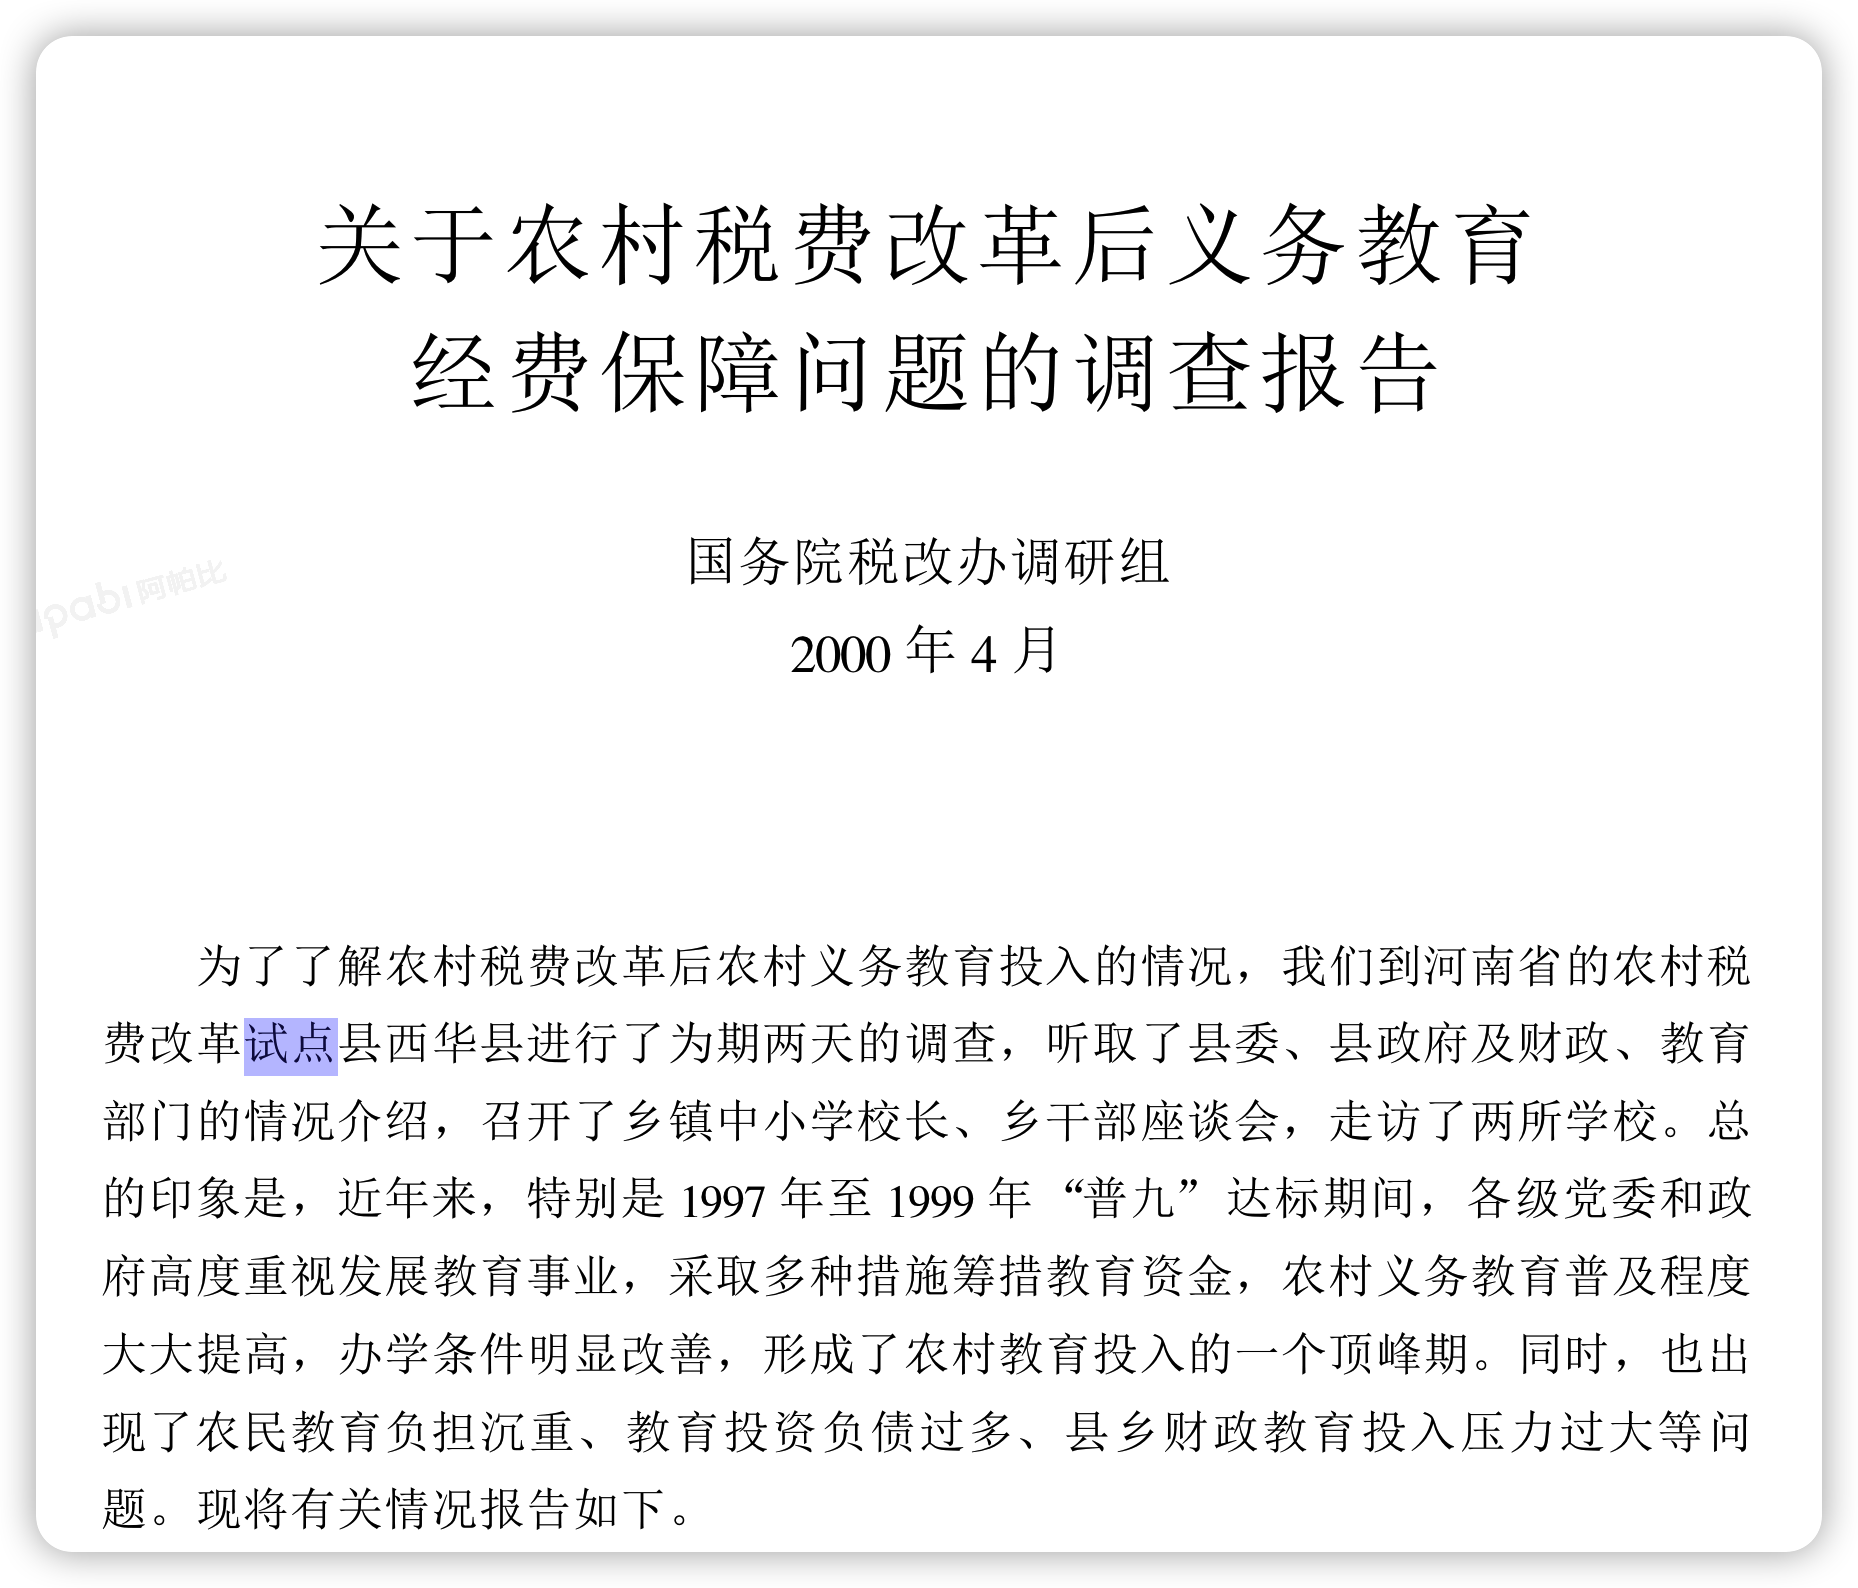 关于农村税费改革后义务教育
经费保障问题的调查报告
国务院税改办调研组
apabi 阿帕比
2000 年 4 月
为了了解农村税费改革后农村义务教育投入的情况，我们到河南省的农村税
费改革试点县西华县进行了为期两天的调查，听取了县委、县政府及财政、教育
部门的情况介绍，召开了乡镇中小学校长、乡干部座谈会，走访了两所学校。总
的印象是，近年来，特别是 1997 年至 1999 年“普九”达标期间，各级党委和政
府高度重视发展教育事业，采取多种措施筹措教育资金，农村义务教育普及程度
大大提高，办学条件明显改善，形成了农村教育投入的一个顶峰期。同时，也出
现了农民教育负担沉重、教育投资负债过多、县乡财政教育投入压力过大等问
题。现将有关情况报告如下。